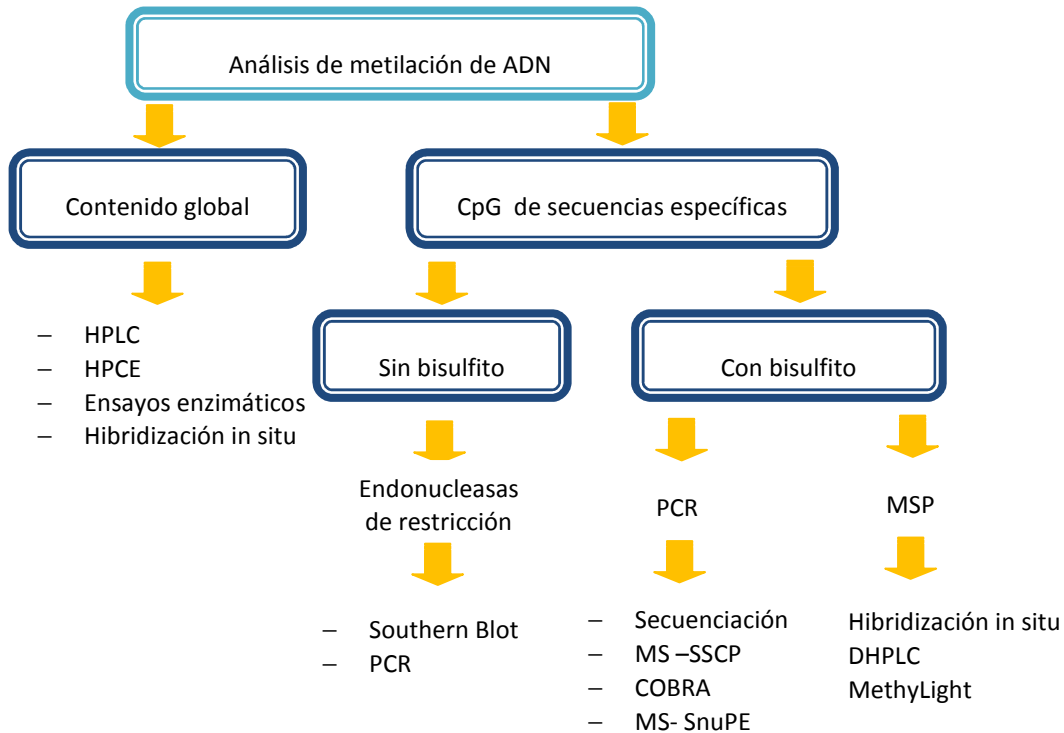 Análisis de metilación de ADN
Contenido global
CpG de secuencias específicas
– HPLC
– HPCE
– Ensayos enzimáticos
– Hibridización in situ
Sin bisulfito
Con bisulfito
Endonucleasas
de restricción
PCR
MSP
– Southern Blot
– PCR
– Secuenciación
– MS –SSCP
– COBRA
– MS- SnuPE
Hibridización in situ
DHPLC
MethyLight